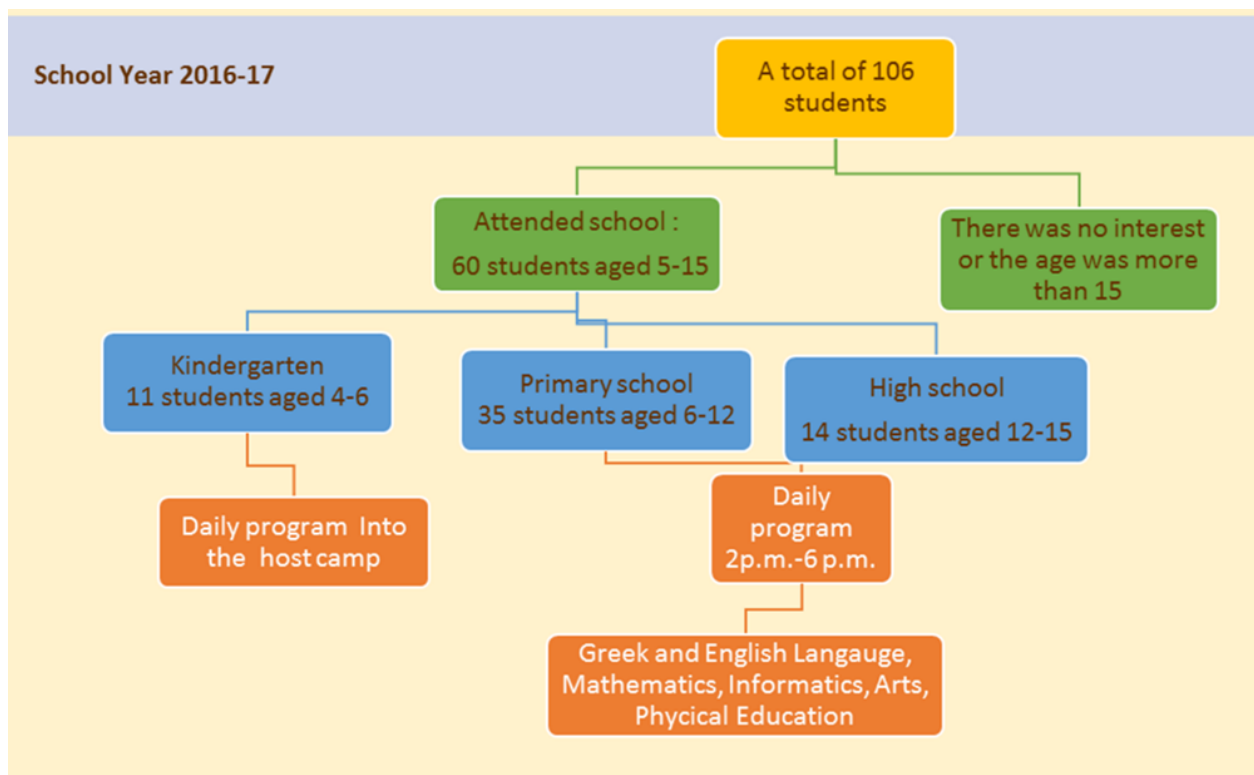 School Year 2016-17
A total of 106
students
Attended school :
60 students aged 5-15
There was no interest
or the age was more
than 15
Kindergarten
11 students aged 4-6
Primary school
35 students aged 6-12
High school
14 students aged 12-15
Daily program Into
the host camp
Daily
program
2p.m.-6 p.m.
Greek and English Langauge,
Mathematics, Informatics, Arts,
Phycical Education